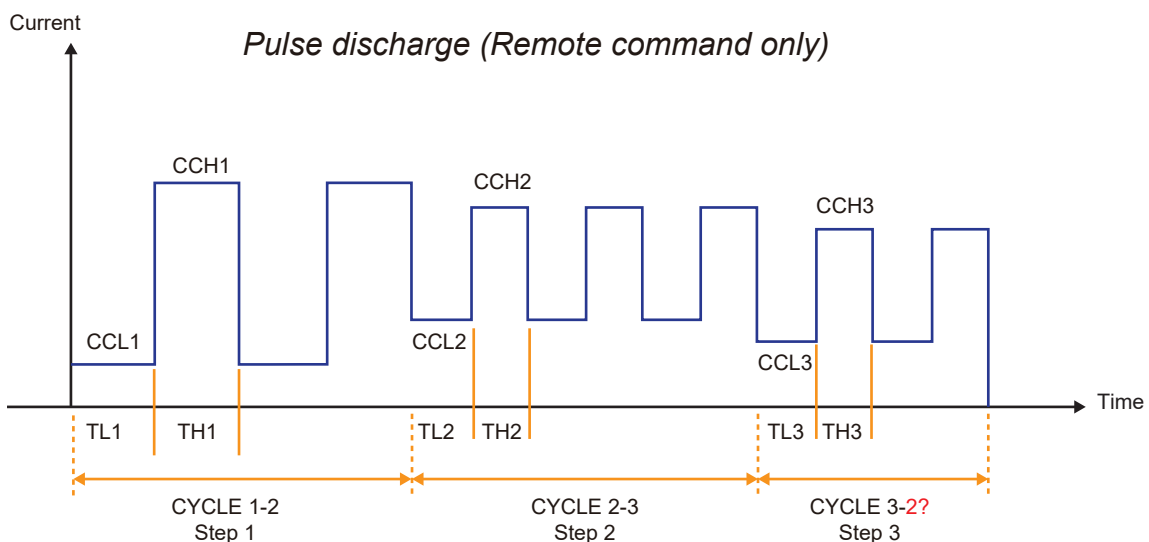 Current
Pulse discharge (Remote command only)
CCH1
CCH2
CCH3
CCL1
CCL2
CCL3
Time
TL1
TH1
TL2
TH2
TL3
TH3
CYCLE 1-2
Step 1
CYCLE 2-3
Step 2
CYCLE 3-2?
Step 3